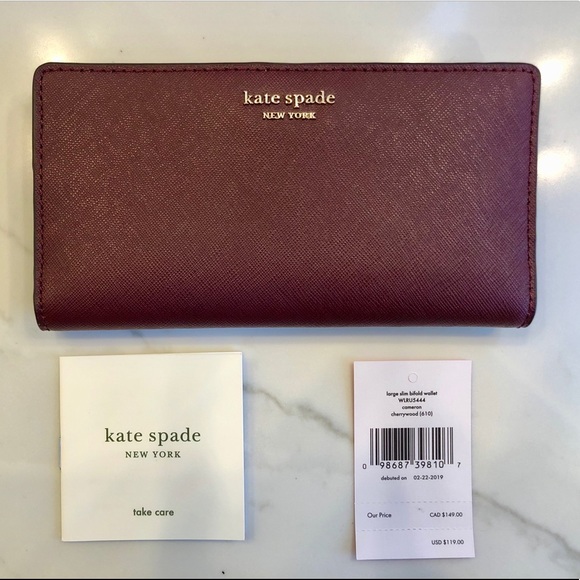 kate spade
NEW YORK
kate spade
NEW YORK
take care
large slim bifold wallet
WLRU5444
cameron
cherrywood (610)
0 98687 39810 7
debuted on 02-22-2019
Our Price CAD $149.00
USD $119.00